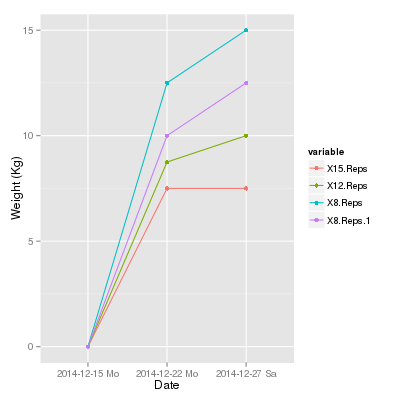 15
10
5
0
Weight (Kg)
2014-12-15 Mo
2014-12-22 Mo
2014-12-27 Sa
Date
variable
X15.Reps
X12.Reps
X8.Reps
X8.Reps.1